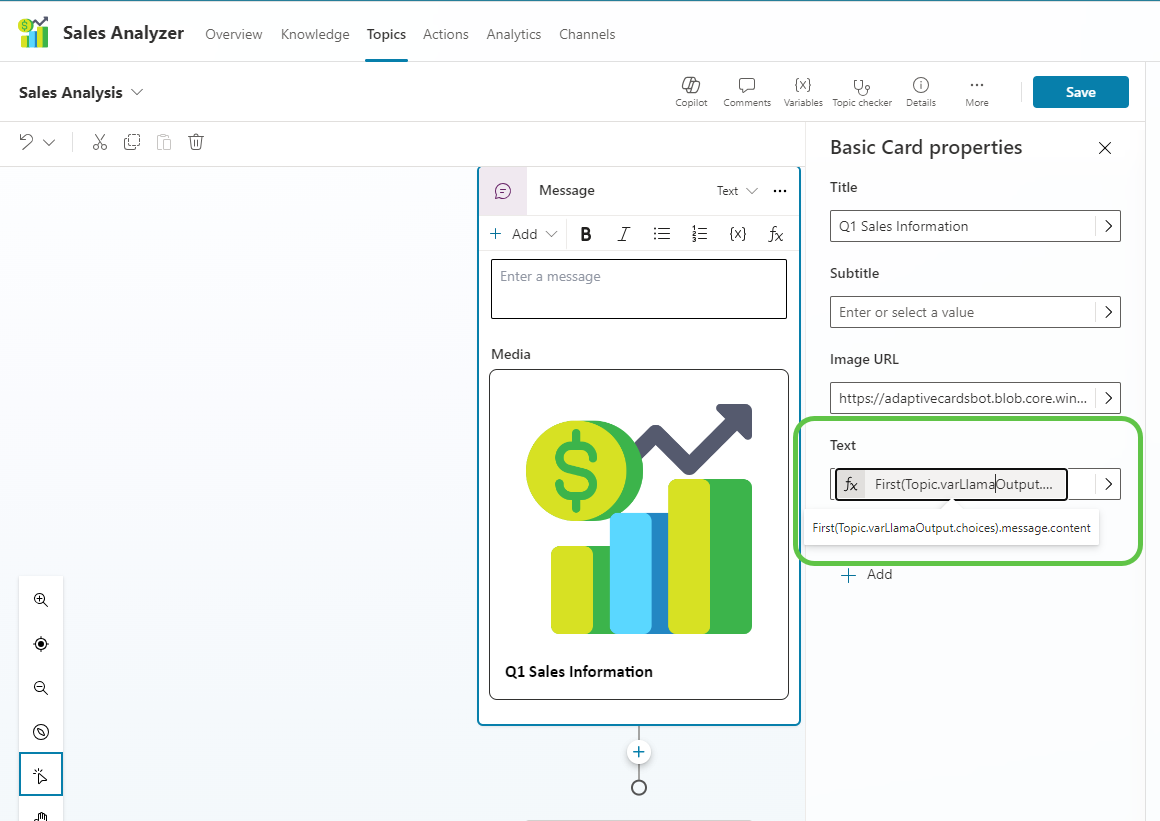 Sales Analyzer
Overview
Knowledge
Topics
Actions
Analytics
Channels
Sales Analysis
Copilot
Comments
{x}
Variables
Topic checker
Details
More
Save
Message
Text
Add
B
I
{x}
fx
Enter a message
Media
$
Q1 Sales Information
Basic Card properties
Title
Q1 Sales Information
Subtitle
Enter or select a value
Image URL
https://adaptivecardsbot.blob.core.win...
Text
fx First(Topic.varLlamaOutput....
First(Topic.varLlamaOutput.choices).message.content
Add